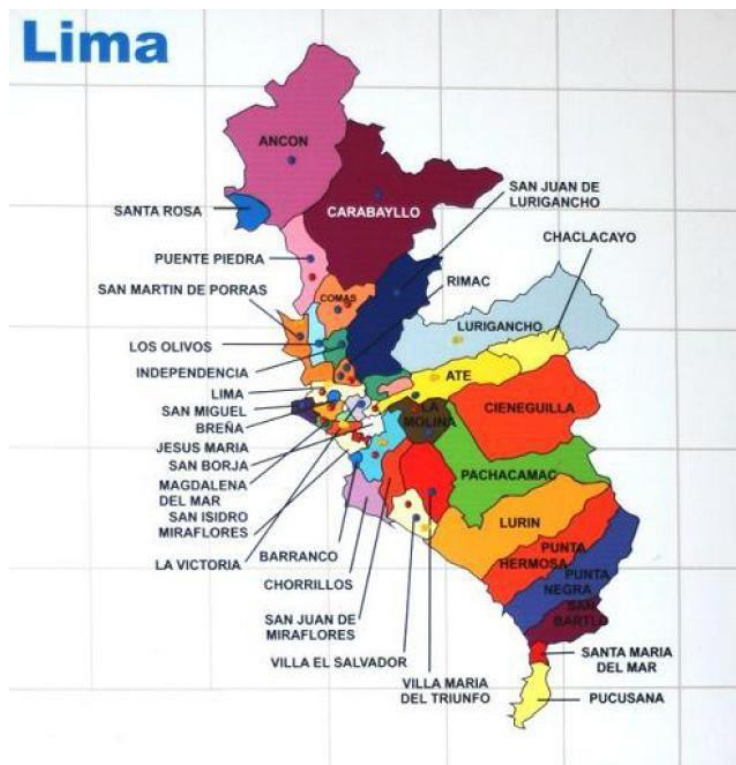 Lima
ANCON
SANTA ROSA
CARABAYLLO
SAN JUAN DE
LURIGANCHO
CHACLACAYO
PUENTE PIEDRA
RIMAC
SAN MARTIN DE PORRAS
COMAS
LURIGANCHO
LOS OLIVOS
INDEPENDENCIA
ATE
LIMA
SAN MIGUEL
BREÑA
LA
MOLINA
CIENEGUILLA
JESUS MARIA
SAN BORJA
MAGDALENA
DEL MAR
PACHACAMAC
SAN ISIDRO
MIRAFLORES
LURIN
LA VICTORIA
BARRANCO
CHORRILLOS
PUNTA
HERMOSA
PUNTA
NEGRA
SAN
BARTLO
SAN JUAN DE
MIRAFLORES
VILLA EL SALVADOR
VILLA MARIA
DEL TRIUNFO
SANTA MARIA
DEL MAR
PUCUSANA